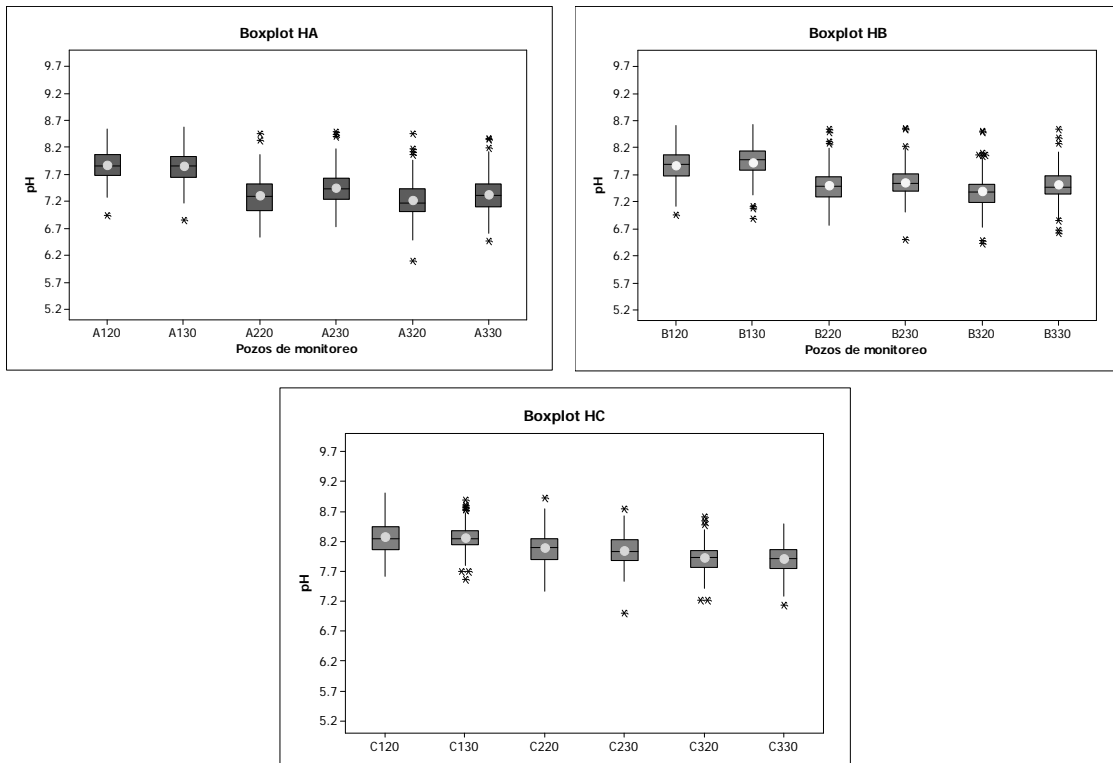 Boxplot HA
pH
9.7
9.2
8.7
8.2
7.7
7.2
6.7
6.2
5.7
5.2
A120 A130 A220 A230 A320 A330
Pozos de monitoreo
Boxplot HB
pH
9.7
9.2
8.7
8.2
7.7
7.2
6.7
6.2
5.7
5.2
B120 B130 B220 B230 B320 B330
Pozos de monitoreo
Boxplot HC
pH
9.7
9.2
8.7
8.2
7.7
7.2
6.7
6.2
5.7
5.2
C120 C130 C220 C230 C320 C330